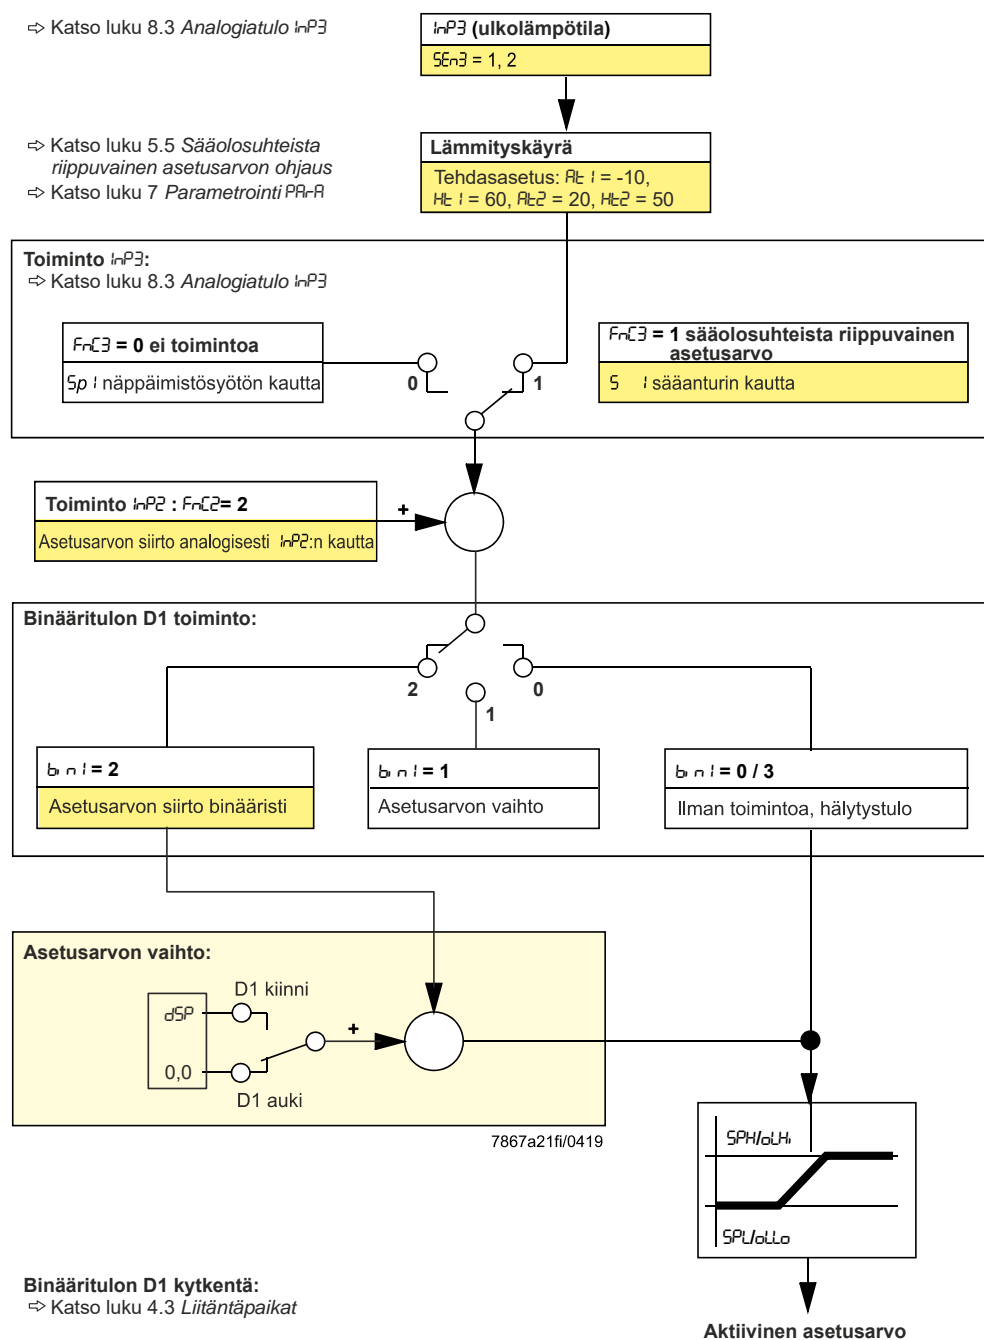 ⇨ Katso luku 8.3 Analogiatulo InP3
InP3 (ulkolämpötila)
SEn3 = 1, 2
⇨ Katso luku 5.5 Sääolosuhteista
riippuvainen asetusarvon ohjaus
⇨ Katso luku 7 Parametrointi PArA
Lämmityskäyrä
Tehdasasetus: At1 = -10,
Ht1 = 60, At2 = 20, Ht2 = 50
Toiminto InP3:
⇨ Katso luku 8.3 Analogiatulo InP3
FnC3 = 0 ei toimintoa
Sp1 näppäimistösyötön kautta
0
1
FnC3 = 1 sääolosuhteista riippuvainen
asetusarvo
S 1 sääanturin kautta
Toiminto InP2 : FnC2= 2
Asetusarvon siirto analogisesti InP2:n kautta
+
Binääritulon D1 toiminto:
2
0
1
bin1 = 2
Asetusarvon siirto binääristi
bin1 = 1
Asetusarvon vaihto
bin1 = 0 / 3
Ilman toimintoa, hälytystulo
Asetusarvon vaihto:
D1 kiinni
dSP
+
0,0
D1 auki
7867a21fi/0419
SPH/oLHi
SPL/oLLo
Binääritulon D1 kytkentä:
⇨ Katso luku 4.3 Liitäntäpaikat
Aktiivinen asetusarvo